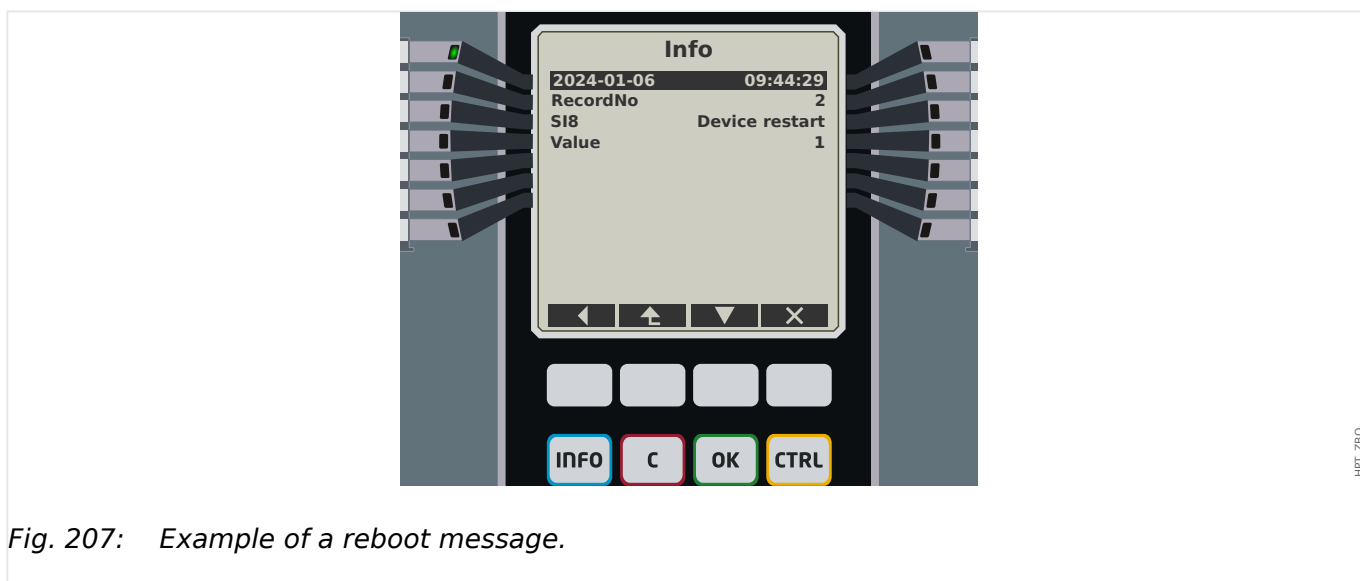 Info
2024-01-06 09:44:29
RecordNo 2
SI8 Device restart
Value 1
INFO C OK CTRL
HPT_ZBO
Fig. 207: Example of a reboot message.